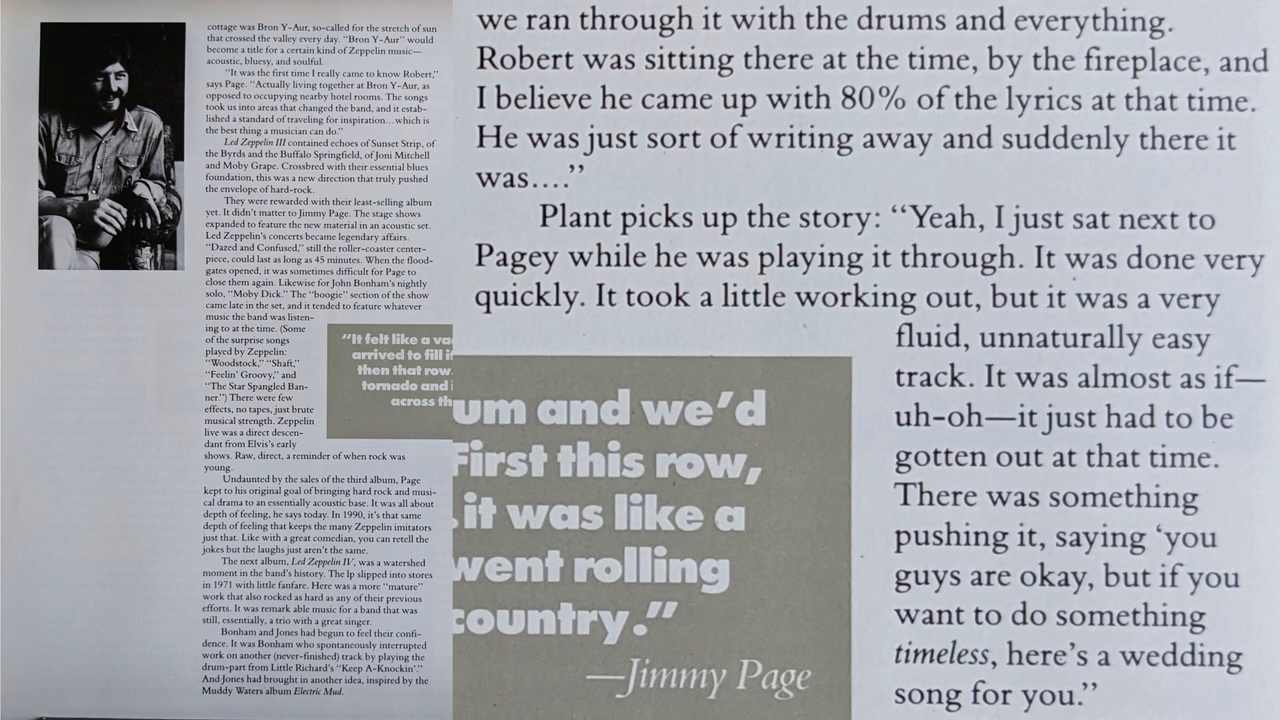 cottage was Bron Y-Aur, so-called for the stretch of sun
that crossed the valley every day. “Bron Y-Aur” would
become a title for a certain kind of Zeppelin music—
acoustic, bluesy, and soulful.
“It was the first time I really came to know Robert,”
says Page. “Actually living together at Bron Y-Aur, as
opposed to occupying nearby hotel rooms. The songs
took us into areas that changed the band, and it estab-
lished a standard of traveling for inspiration...which is
the best thing a musician can do.”
Led Zeppelin III contained echoes of Sunset Strip, of
the Byrds and the Buffalo Springfield, of Joni Mitchell
and Moby Grape. Crossbred with their essential blues
foundation, this was a new direction that truly pushed
the envelope of hard-rock.
They were rewarded with their least-selling album
yet. It didn’t matter to Jimmy Page. The stage shows
expanded to feature the new material in an acoustic set.
Led Zeppelin’s concerts became legendary affairs.
“Dazed and Confused,” still the roller-coaster center-
piece, could last as long as 45 minutes. When the flood-
gates opened, it was sometimes difficult for Page to
close them again. Likewise for John Bonham’s nightly
solo, “Moby Dick.” The “boogie” section of the show
came late in the set, and it tended to feature whatever
music the band was listen-
ing to at the time. (Some
of the surprise songs
played by Zeppelin:
“Woodstock,” “Shaft,”
“Feelin’ Groovy,” and
“The Star Spangled Ban-
ner.”) There were few
effects, no tapes, just brute
musical strength. Zeppelin
live was a direct descen-
dant from Elvis’s early
shows. Raw, direct, a reminder of when rock was
young.
Undaunted by the sales of the third album, Page
kept to his original goal of bringing hard rock and musi-
cal drama to an essentially acoustic base. It was all about
depth of feeling, he says today. In 1990, it’s that same
depth of feeling that keeps the many Zeppelin imitators
just that. Like with a great comedian, you can retell the
jokes but the laughs just aren’t the same.
The next album, Led Zeppelin IV, was a watershed
moment in the band’s history. The lp slipped into stores
in 1971 with little fanfare. Here was a more “mature”
work that also rocked as hard as any of their previous
efforts. It was remark able music for a band that was
still, essentially, a trio with a great singer.
Bonham and Jones had begun to feel their confi-
dence. It was Bonham who spontaneously interrupted
work on another (never-finished) track by playing the
drum-part from Little Richard’s “Keep A-Knockin’.”
And Jones had brought in another idea, inspired by the
Muddy Waters album Electric Mud.
“It felt like a va
arrived to fill it
then that row
tornado and i
across th
we ran through it with the drums and everything.
Robert was sitting there at the time, by the fireplace, and
I believe he came up with 80% of the lyrics at that time.
He was just sort of writing away and suddenly there it
was....”
Plant picks up the story: “Yeah, I just sat next to
Pagey while he was playing it through. It was done very
quickly. It took a little working out, but it was a very
fluid, unnaturally easy
track. It was almost as if—
uh-oh—it just had to be
gotten out at that time.
There was something
pushing it, saying ‘you
guys are okay, but if you
want to do something
timeless, here’s a wedding
song for you.”
um and we’d
First this row,
it was like a
went rolling
country.”
—Jimmy Page